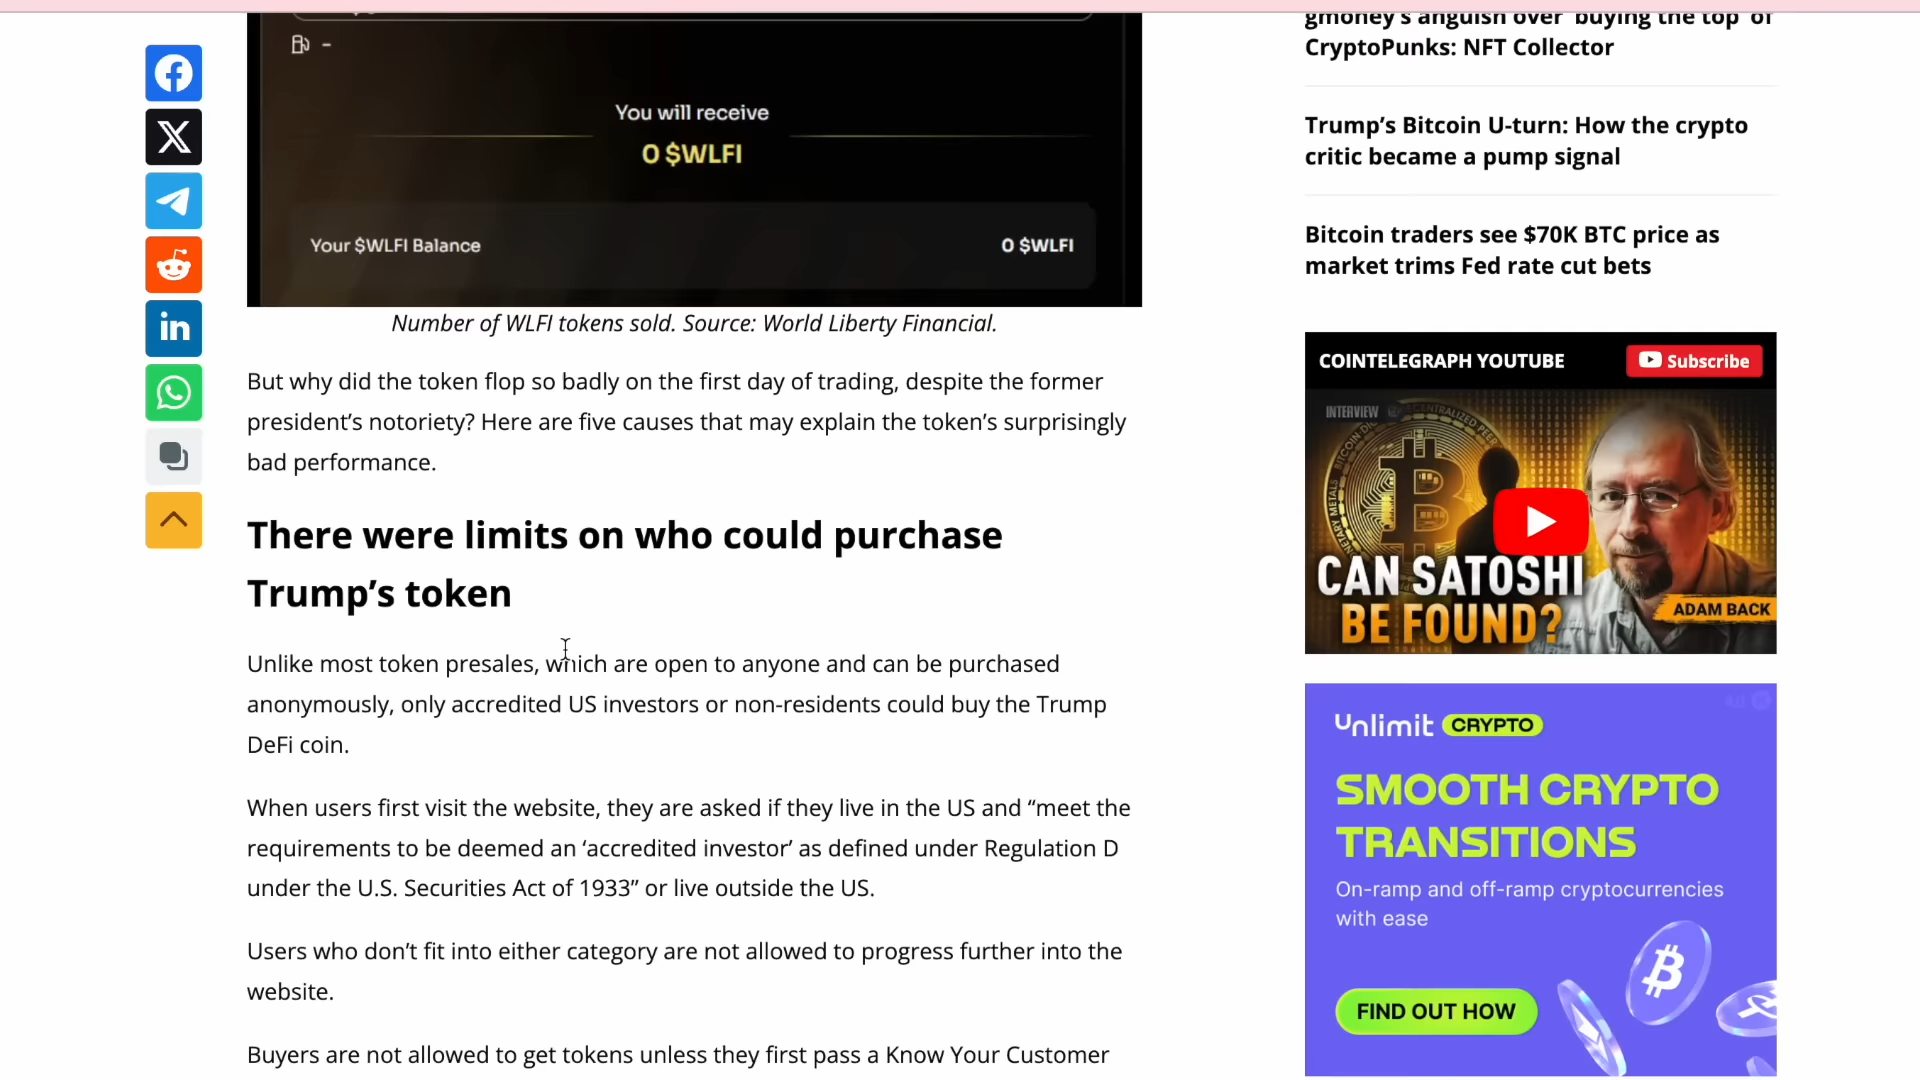 You will receive
0 $WLFI
Your $WLFI Balance
0 $WLFI
Number of WLFI tokens sold. Source: World Liberty Financial.
But why did the token flop so badly on the first day of trading, despite the former
president’s notoriety? Here are five causes that may explain the token’s surprisingly
bad performance.
There were limits on who could purchase
Trump’s token
Unlike most token presales, which are open to anyone and can be purchased
anonymously, only accredited US investors or non-residents could buy the Trump
DeFi coin.
When users first visit the website, they are asked if they live in the US and “meet the
requirements to be deemed an ‘accredited investor’ as defined under Regulation D
under the U.S. Securities Act of 1933” or live outside the US.
Users who don’t fit into either category are not allowed to progress further into the
website.
Buyers are not allowed to get tokens unless they first pass a Know Your Customer
gmoney’s anguish over ‘buying the top’ of
CryptoPunks: NFT Collector
Trump’s Bitcoin U-turn: How the crypto
critic became a pump signal
Bitcoin traders see $70K BTC price as
market trims Fed rate cut bets
COINTELEGRAPH YOUTUBE
Subscribe
INTERVIEW
CAN SATOSHI
BE FOUND?
ADAM BACK
Unlimit CRYPTO
SMOOTH CRYPTO
TRANSITIONS
On-ramp and off-ramp cryptocurrencies
with ease
FIND OUT HOW